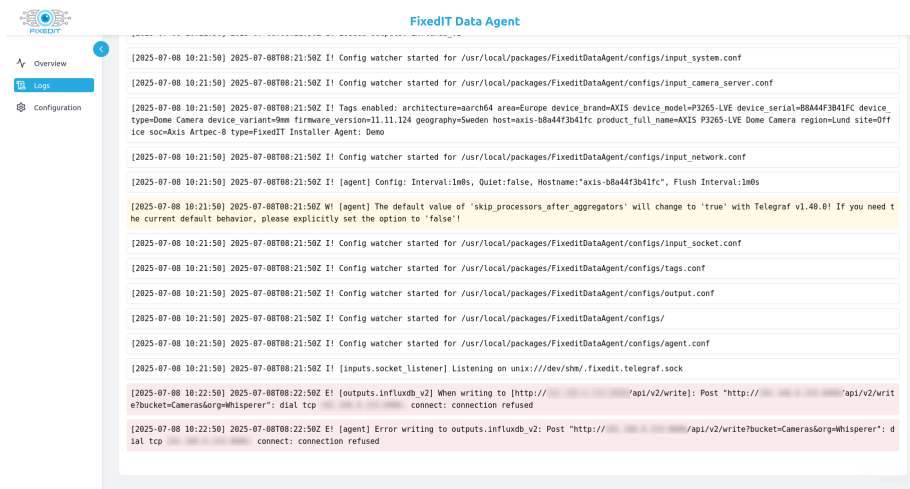 FIXEDIT
FixedIT Data Agent
Overview
Logs
Configuration
[2025-07-08 10:21:50] 2025-07-08T08:21:50Z I! Config watcher started for /usr/local/packages/FixeditDataAgent/configs/input_system.conf
[2025-07-08 10:21:50] 2025-07-08T08:21:50Z I! Config watcher started for /usr/local/packages/FixeditDataAgent/configs/input_camera_server.conf
[2025-07-08 10:21:50] 2025-07-08T08:21:50Z I! Tags enabled: architecture=aarch64 area=Europe device_brand=AXIS device_model=P3265-LVE device_serial=B8A44F3B41FC device_
type=Dome Camera device_variant=9mm firmware_version=11.11.124 geography=Sweden host=axis-b8a44f3b41fc product_full_name=AXIS P3265-LVE Dome Camera region=Lund site=Off
ice soc=Axis Artpec-8 type=FixedIT Installer Agent: Demo
[2025-07-08 10:21:50] 2025-07-08T08:21:50Z I! Config watcher started for /usr/local/packages/FixeditDataAgent/configs/input_network.conf
[2025-07-08 10:21:50] 2025-07-08T08:21:50Z I! [agent] Config: Interval:1m0s, Quiet:false, Hostname:"axis-b8a44f3b41fc", Flush Interval:1m0s
[2025-07-08 10:21:50] 2025-07-08T08:21:50Z W! [agent] The default value of 'skip_processors_after_aggregators' will change to 'true' with Telegraf v1.40.0! If you need t
he current default behavior, please explicitly set the option to 'false'!
[2025-07-08 10:21:50] 2025-07-08T08:21:50Z I! Config watcher started for /usr/local/packages/FixeditDataAgent/configs/input_socket.conf
[2025-07-08 10:21:50] 2025-07-08T08:21:50Z I! Config watcher started for /usr/local/packages/FixeditDataAgent/configs/tags.conf
[2025-07-08 10:21:50] 2025-07-08T08:21:50Z I! Config watcher started for /usr/local/packages/FixeditDataAgent/configs/output.conf
[2025-07-08 10:21:50] 2025-07-08T08:21:50Z I! Config watcher started for /usr/local/packages/FixeditDataAgent/configs/
[2025-07-08 10:21:50] 2025-07-08T08:21:50Z I! Config watcher started for /usr/local/packages/FixeditDataAgent/configs/agent.conf
[2025-07-08 10:21:50] 2025-07-08T08:21:50Z I! [inputs.socket_listener] Listening on unix:///dev/shm/.fixedit.telegraf.sock
[2025-07-08 10:22:50] 2025-07-08T08:22:50Z E! [outputs.influxdb_v2] When writing to [http:// /api/v2/write]: Post "http:// /api/v2/writ
e?bucket=Cameras&org=Whisperer": dial tcp connect: connection refused
[2025-07-08 10:22:50] 2025-07-08T08:22:50Z E! [agent] Error writing to outputs.influxdb_v2: Post "http:// /api/v2/write?bucket=Cameras&org=Whisperer": d
ial tcp connect: connection refused